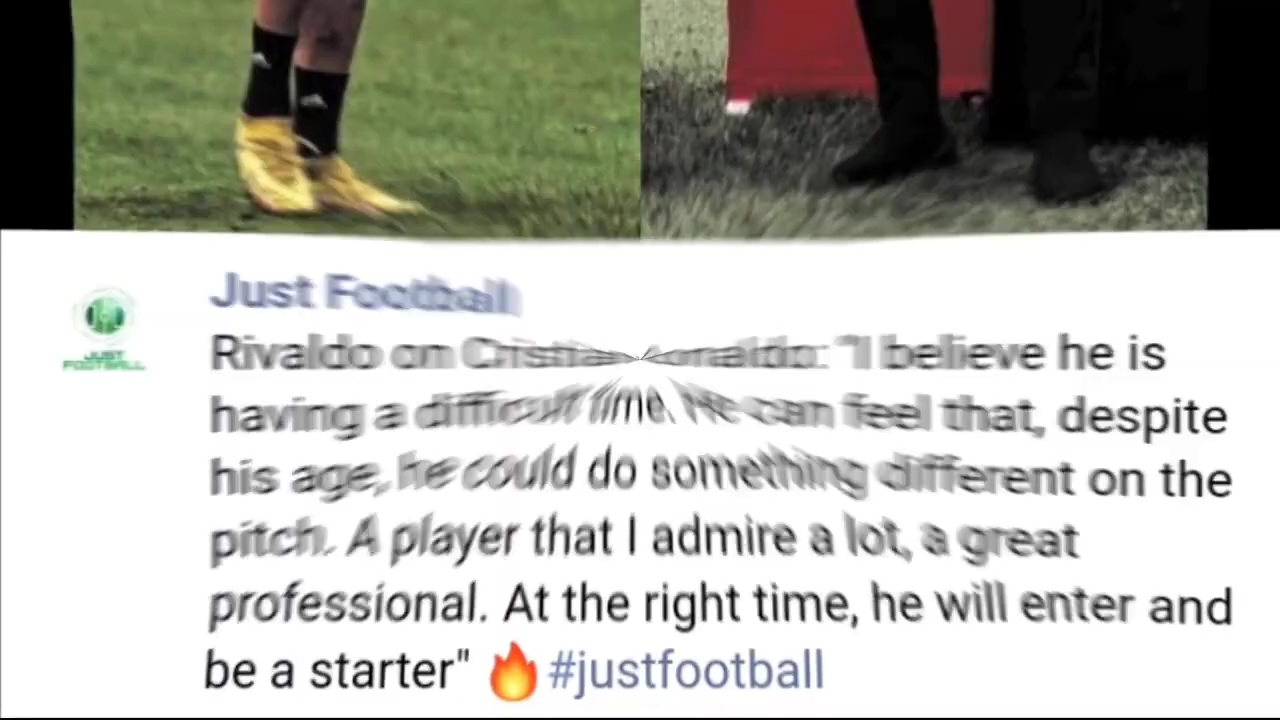 Just Football
JUST
FOOTBALL
Rivaldo on Cristiano Ronaldo: "I believe he is
having a difficult time. He can feel that, despite
his age, he could do something different on the
pitch. A player that I admire a lot, a great
professional. At the right time, he will enter and
be a starter" 🔥 #justfootball